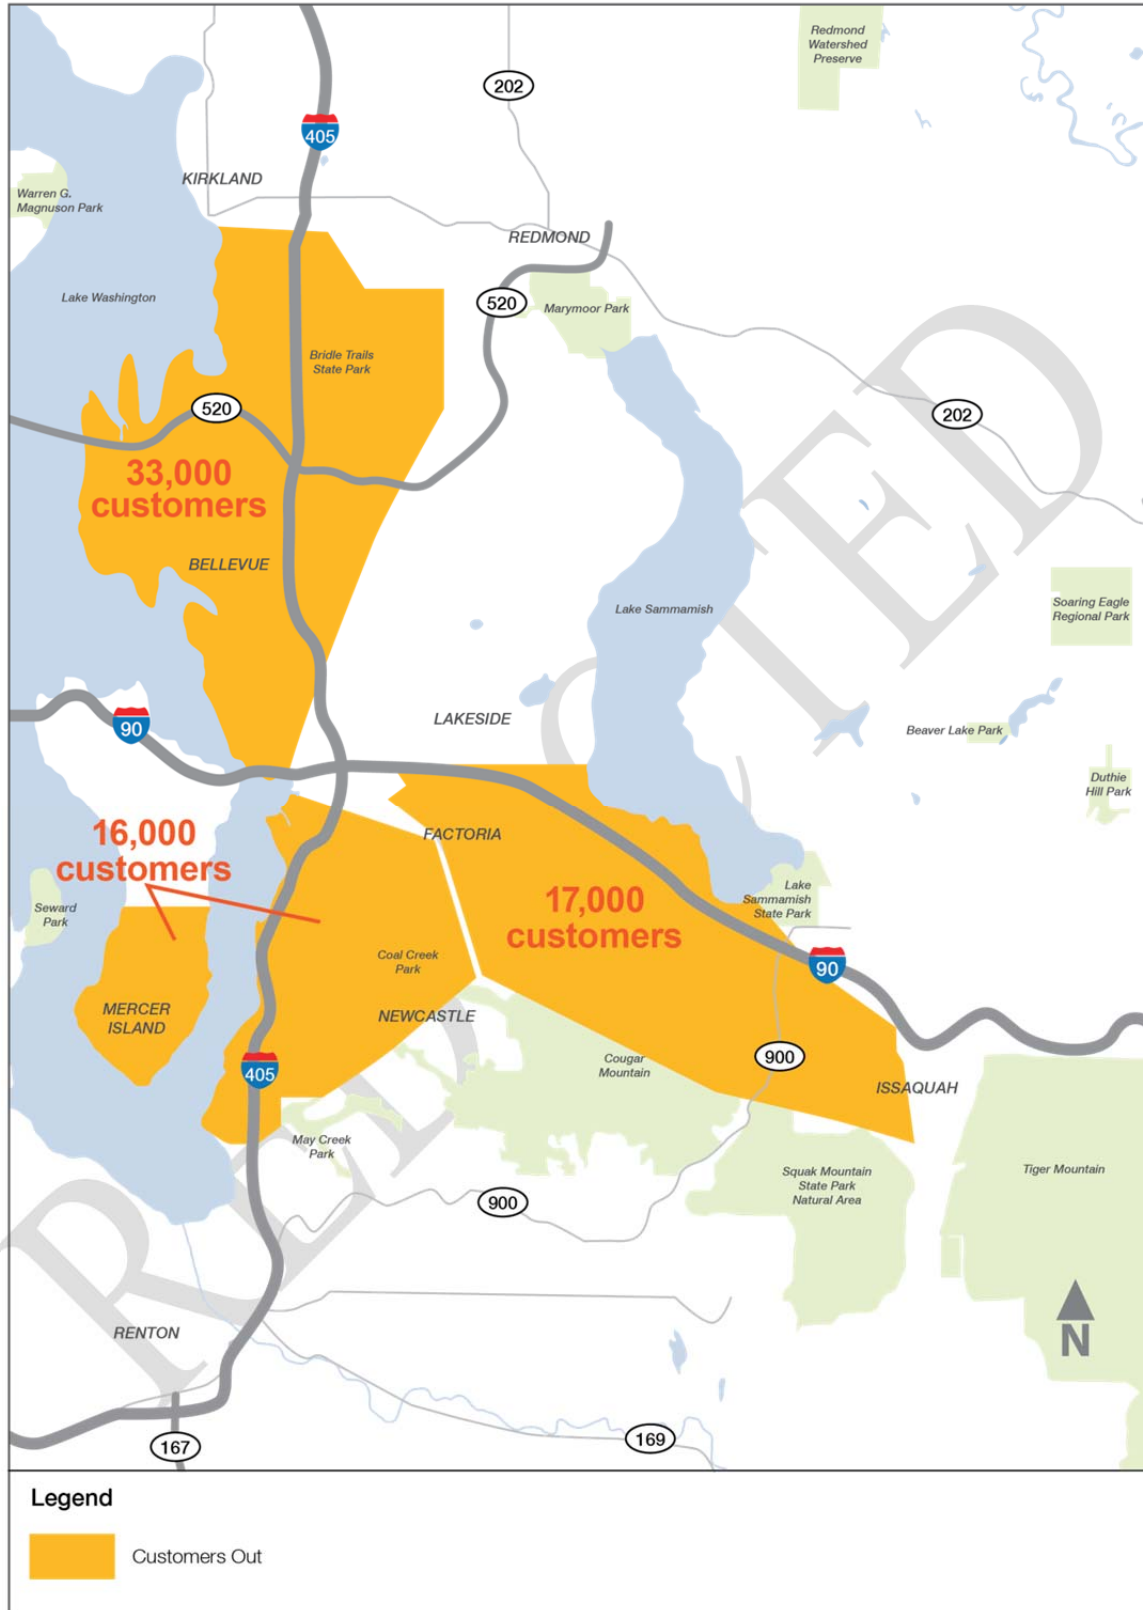 Redmond
Watershed
Preserve
202
405
KIRKLAND
Warren G.
Magnuson Park
REDMOND
Lake Washington
520
Marymoor Park
Bridle Trails
State Park
520
202
33,000
customers
BELLEVUE
Lake Sammamish
Soaring Eagle
Regional Park
LAKESIDE
90
Beaver Lake Park
Duthie
Hill Park
16,000
customers
FACTORIA
Seward
Park
17,000
customers
Lake
Sammamish
State Park
Coal Creek
Park
90
MERCER
ISLAND
NEWCASTLE
405
Cougar
Mountain
900
ISSAQUAH
May Creek
Park
Squak Mountain
State Park
Natural Area
Tiger Mountain
900
RENTON
N
167
169
Legend
Customers Out